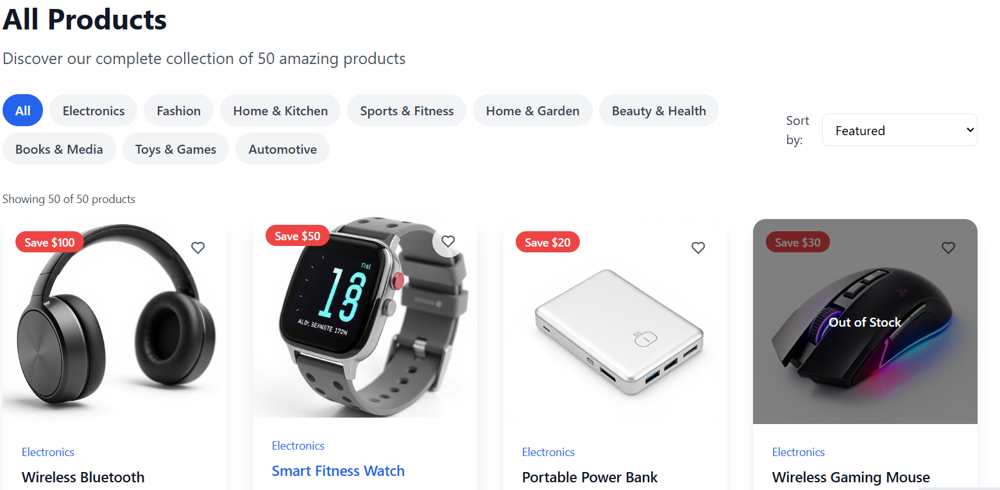 All Products
Discover our complete collection of 50 amazing products
All
Electronics
Fashion
Home & Kitchen
Sports & Fitness
Home & Garden
Beauty & Health
Books & Media
Toys & Games
Automotive
Sort
by:
Featured
Showing 50 of 50 products
Save $100
Save $50
Save $20
Save $30
18
Out of Stock
Electronics
Wireless Bluetooth
Electronics
Smart Fitness Watch
Electronics
Portable Power Bank
Electronics
Wireless Gaming Mouse